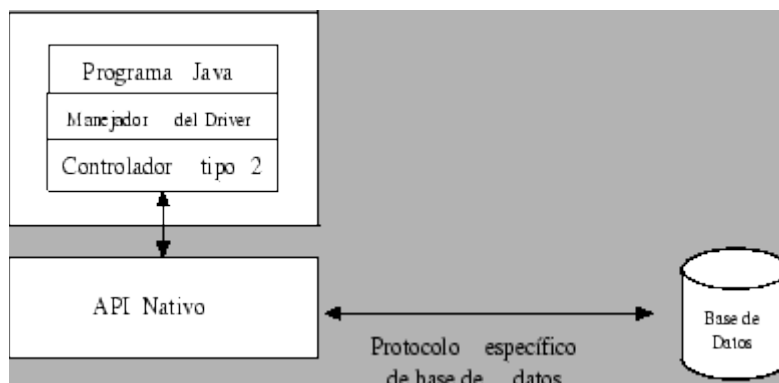 Programa Java
Manejador del Driver
Controlador tipo 2
API Nativo
Protocolo específico
de base de datos
Base de
Datos